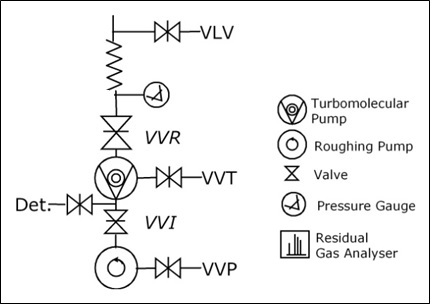 VLV
VVR
VVT
Det.
VVI
VVP
Turbomolecular
Pump
Roughing Pump
Valve
Pressure Gauge
Residual
Gas Analyser